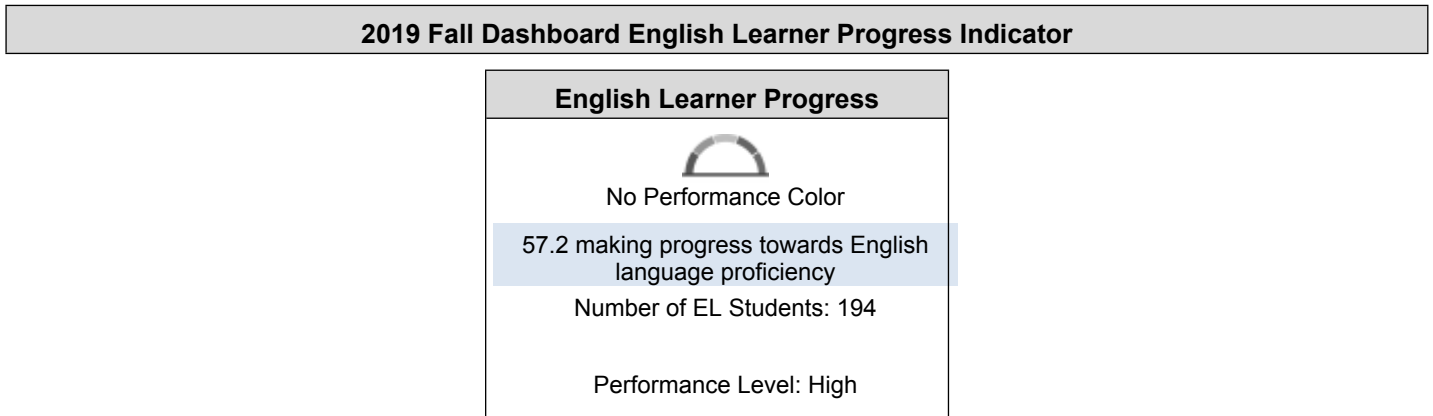 2019 Fall Dashboard English Learner Progress Indicator
English Learner Progress
No Performance Color
57.2 making progress towards English
language proficiency
Number of EL Students: 194
Performance Level: High